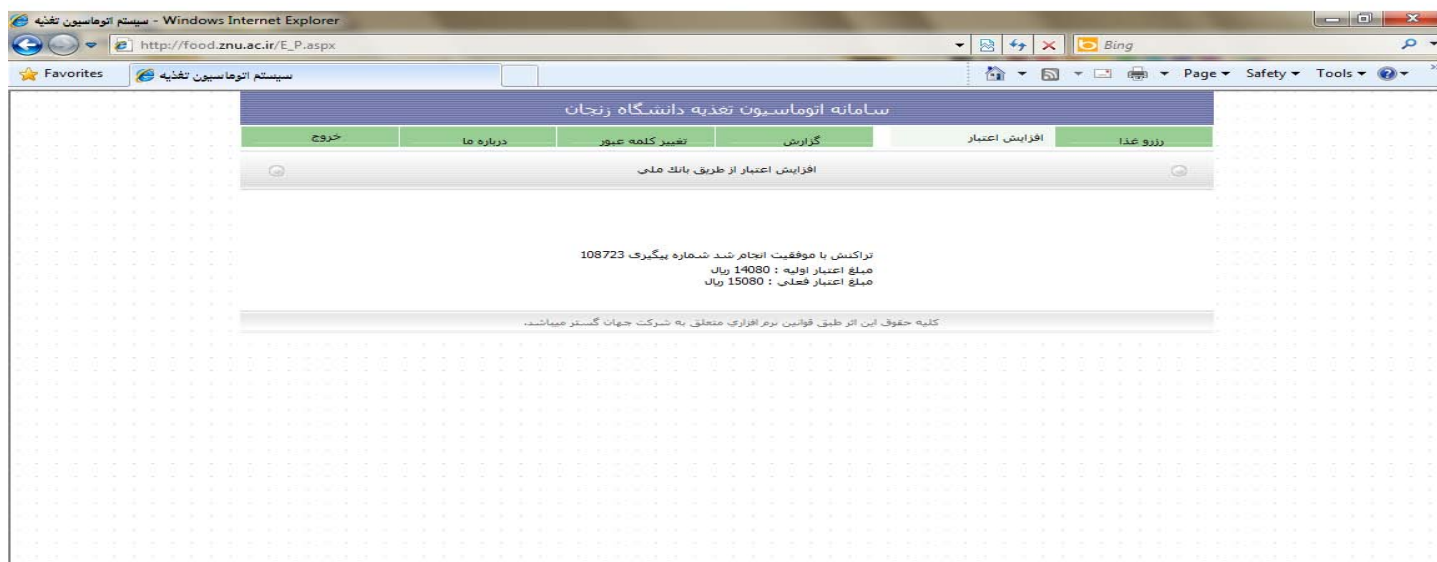 سیستم اتوماسیون تغذیه - Windows Internet Explorer
http://food.znu.ac.ir/E_P.aspx
Bing
Favorites
سیستم اتوماسیون تغذیه
Page
Safety
Tools
سامانه اتوماسیون تغذیه دانشگاه زنجان
رزرو غذا
افزایش اعتبار
گزارش
تغییر کلمه عبور
درباره ما
خروج
افزایش اعتبار از طریق بانك ملی
تراکنش با موفقیت انجام شد شماره پیگیری 108723
مبلغ اعتبار اولیه : 14080 ریال
مبلغ اعتبار فعلی : 15080 ریال
کلیه حقوق این اثر طبق قوانین نرم افزاری متعلق به شرکت جهان گستر میباشد.